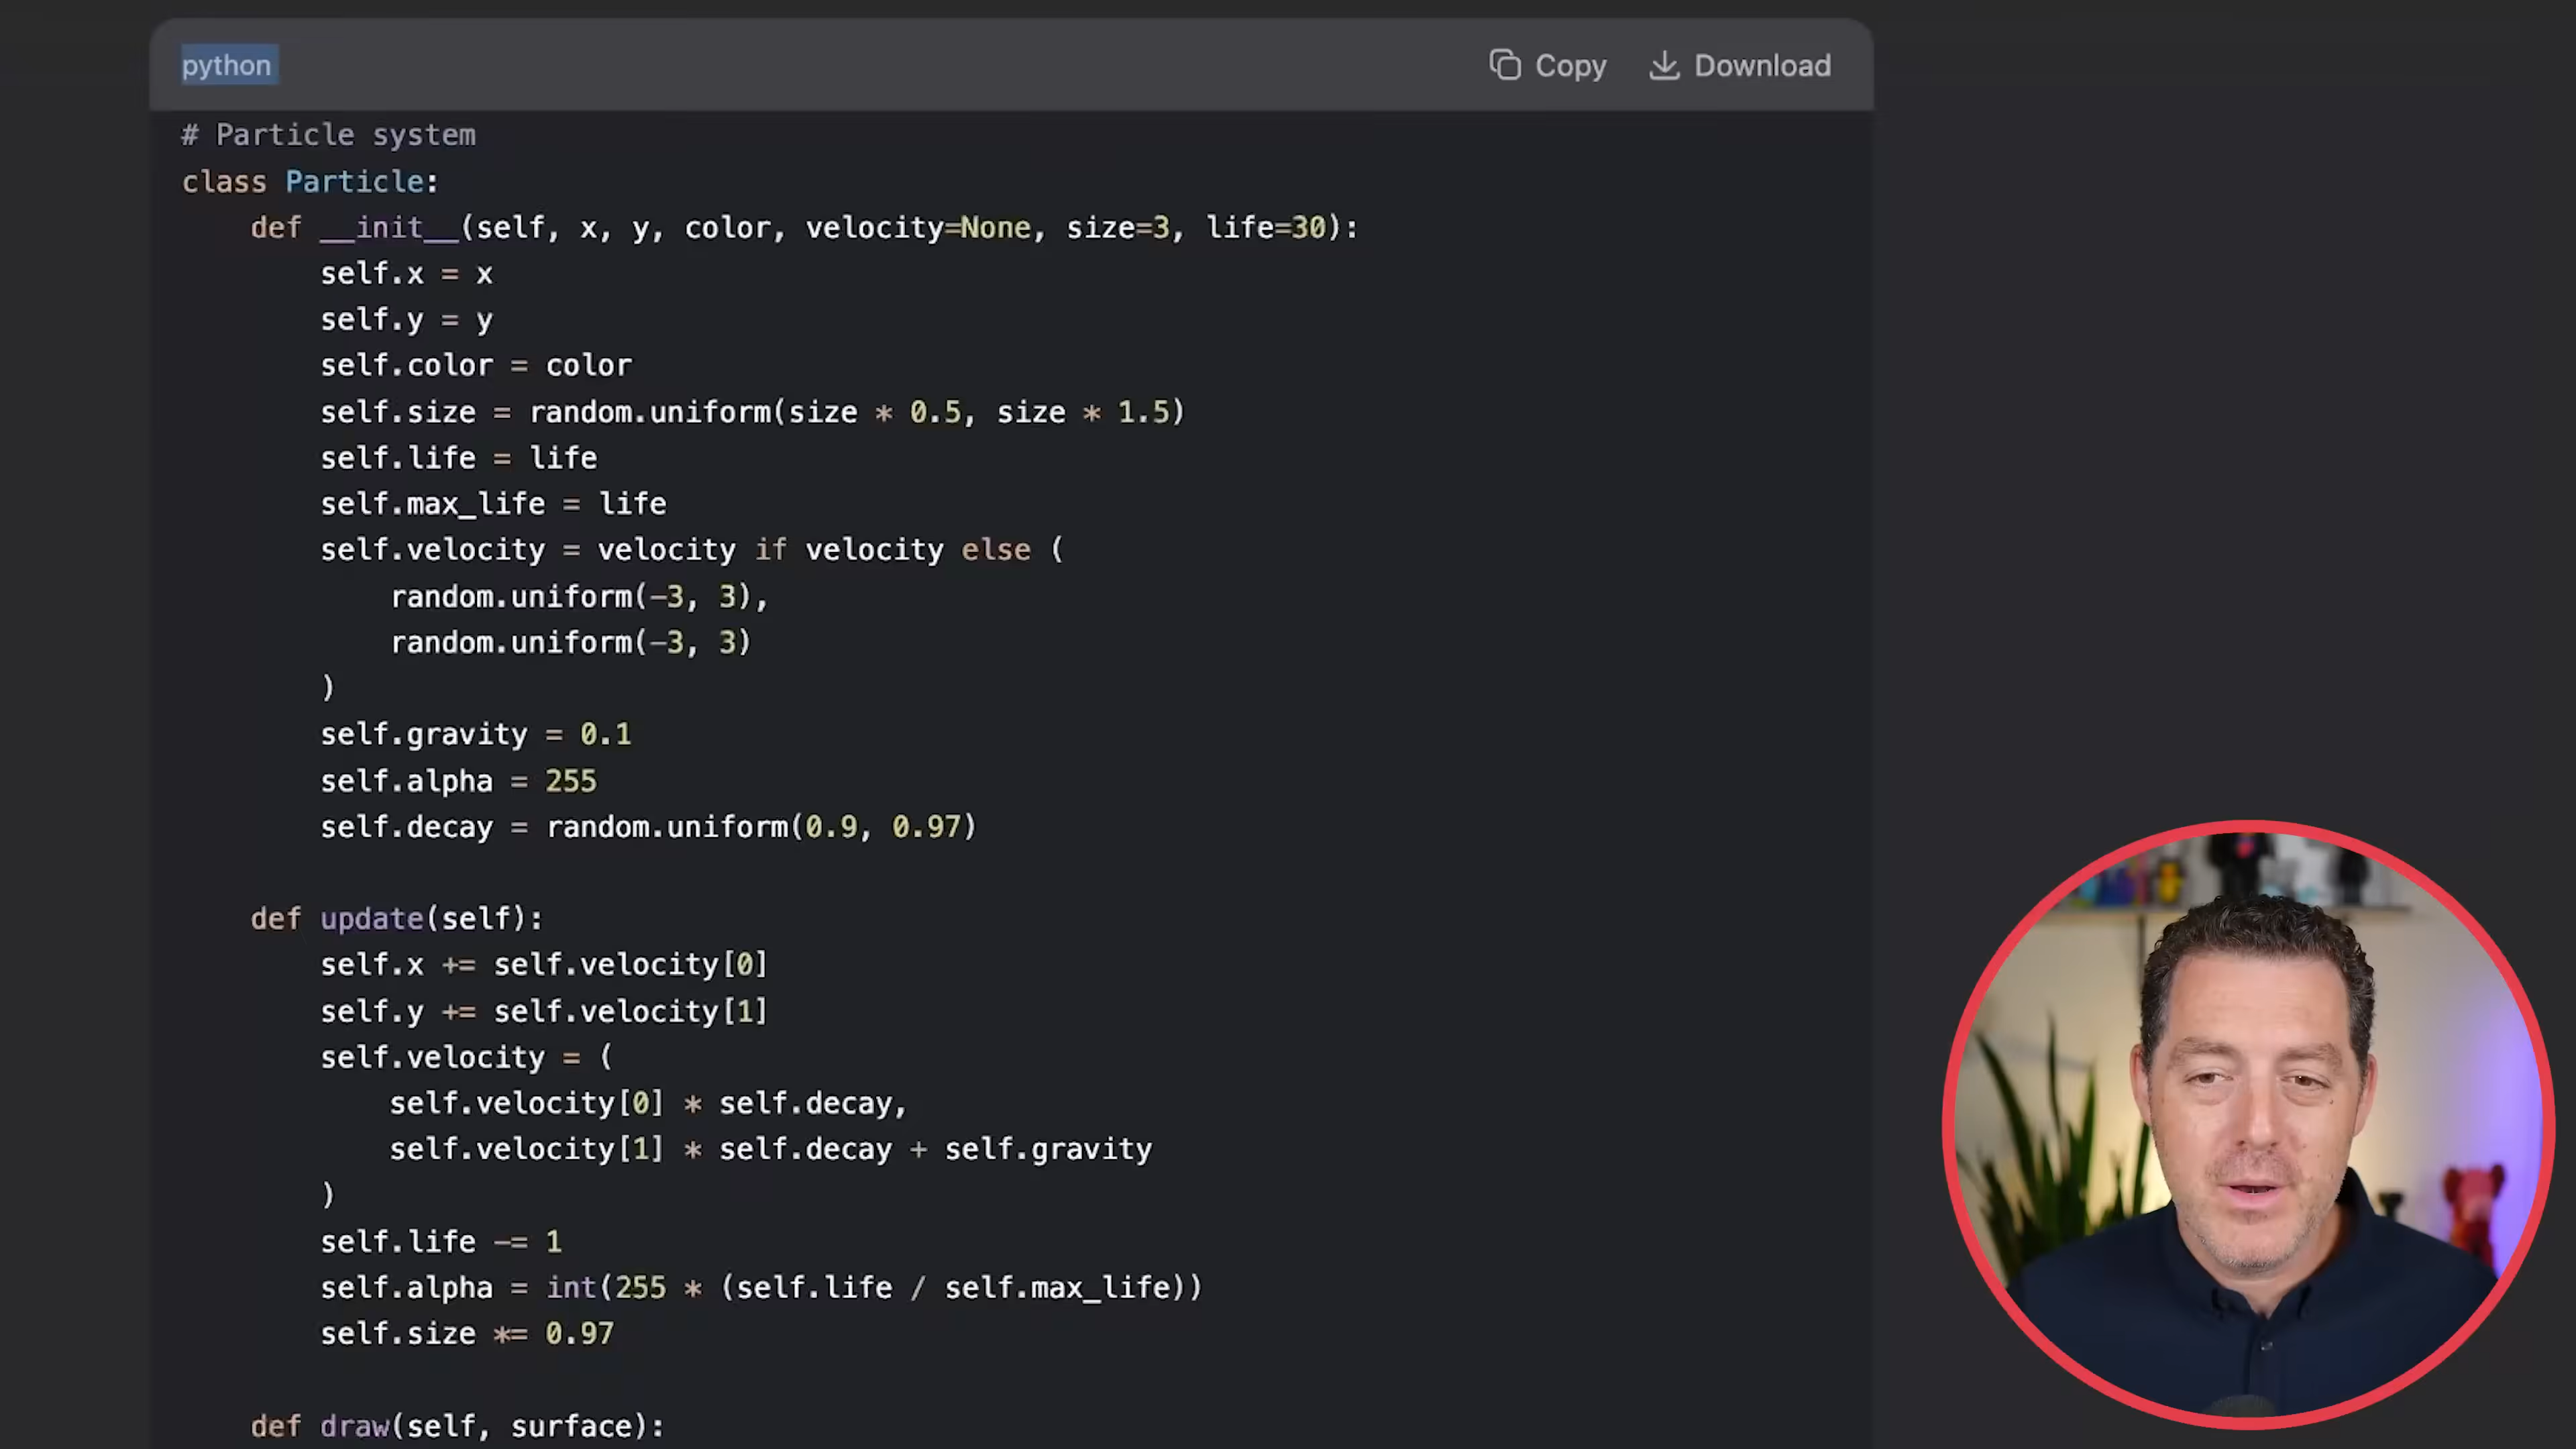 python
Copy
Download
# Particle system
class Particle:
    def __init__(self, x, y, color, velocity=None, size=3, life=30):
        self.x = x
        self.y = y
        self.color = color
        self.size = random.uniform(size * 0.5, size * 1.5)
        self.life = life
        self.max_life = life
        self.velocity = velocity if velocity else (
            random.uniform(-3, 3),
            random.uniform(-3, 3)
        )
        self.gravity = 0.1
        self.alpha = 255
        self.decay = random.uniform(0.9, 0.97)
    def update(self):
        self.x += self.velocity[0]
        self.y += self.velocity[1]
        self.velocity = (
            self.velocity[0] * self.decay,
            self.velocity[1] * self.decay + self.gravity
        )
        self.life -= 1
        self.alpha = int(255 * (self.life / self.max_life))
        self.size *= 0.97
    def draw(self, surface):